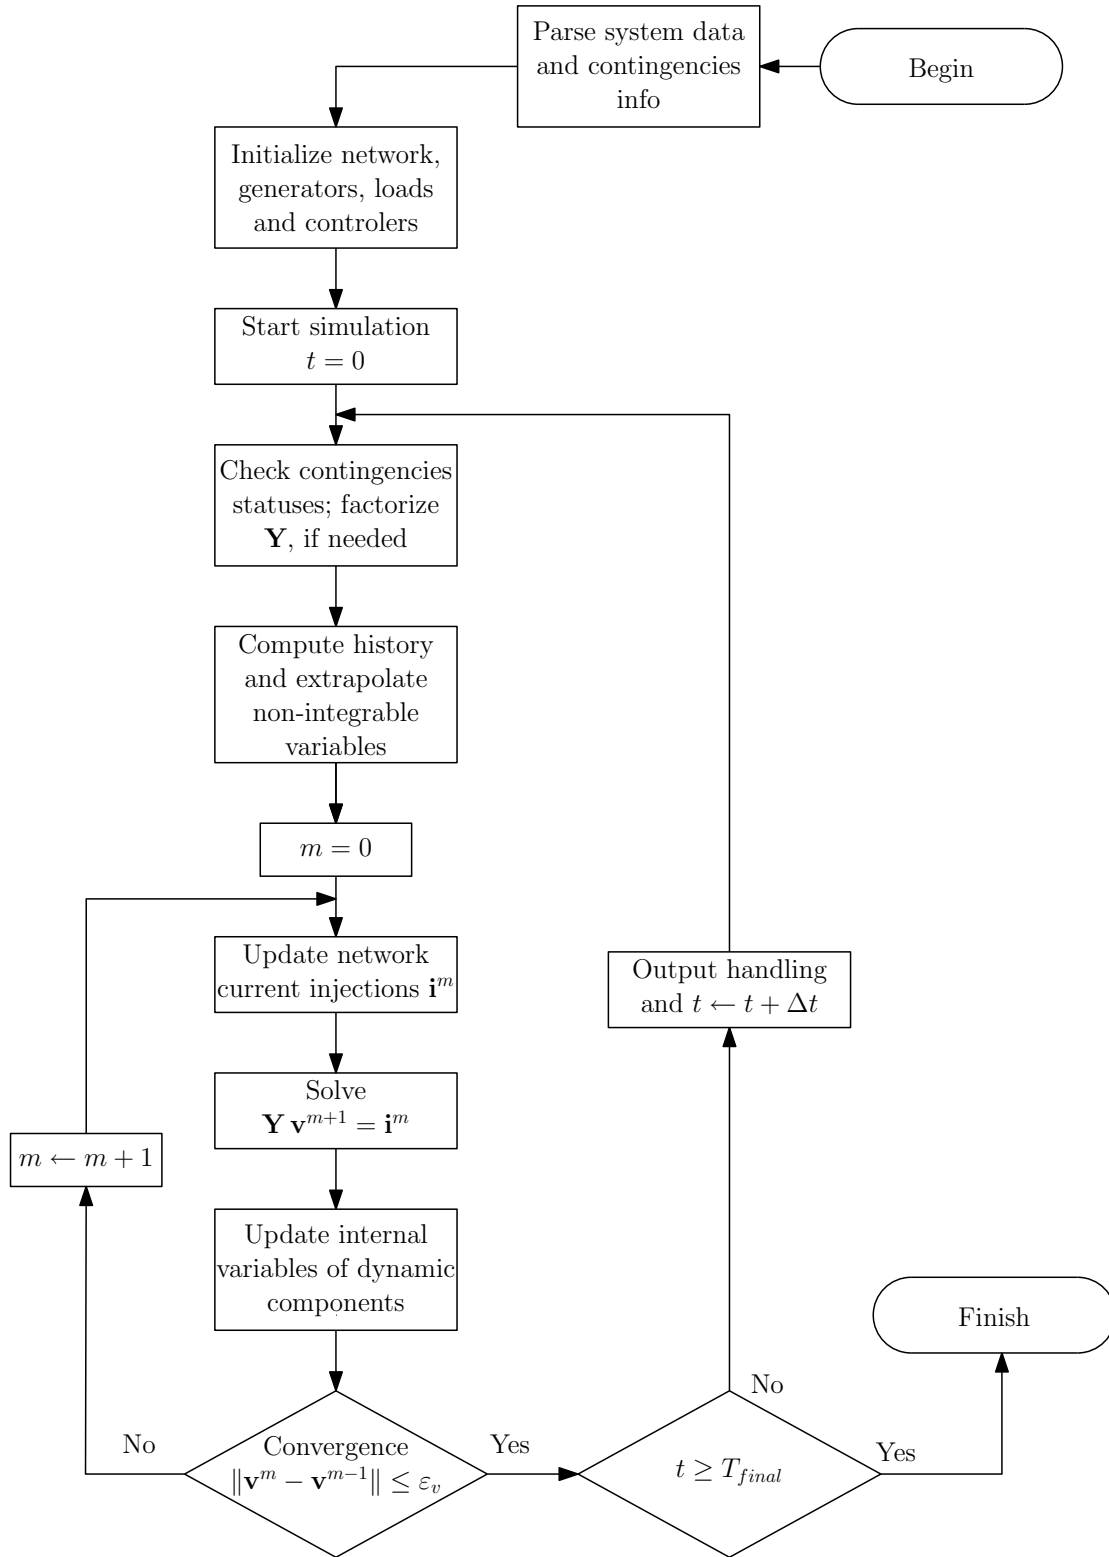 Begin
Parse system data
and contingencies
info
Initialize network,
generators, loads
and controlers
Start simulation
t = 0
Check contingencies
statuses; factorize
Y, if needed
Compute history
and extrapolate
non-integrable
variables
m = 0
Update network
current injections i^m
Solve
Y v^{m+1} = i^m
Update internal
variables of dynamic
components
Convergence
‖v^m − v^{m−1}‖ ≤ ε_v
No
m ← m + 1
Yes
t ≥ T_{final}
No
Output handling
and t ← t + Δt
Yes
Finish